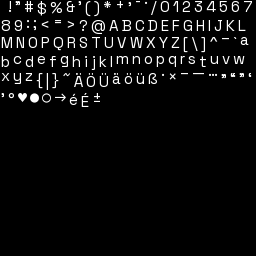 !"#$%&'()*+,-./01234567
89:;<=>?@ABCDEFGHIJKL
MNOPQRSTUVWXYZ[\]^_`a
bcdefghijklmnopqrstuvw
xyz{|}~ÄÖÜäöüß·×–—…"“”‘
’°♥●○→éÉ±